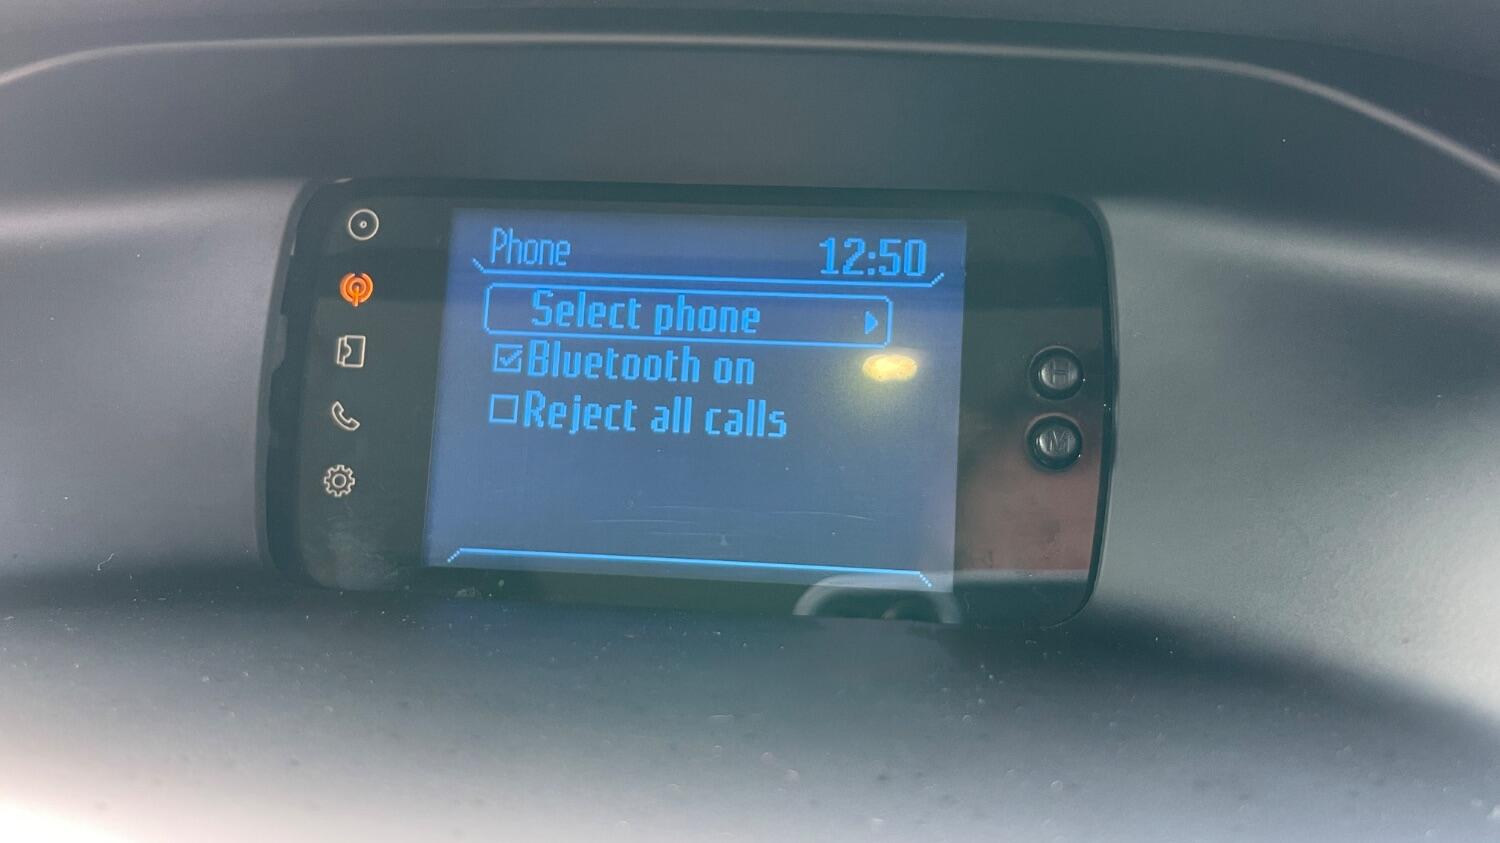 Phone 12:50
Select phone
Bluetooth on
Reject all calls
H
M